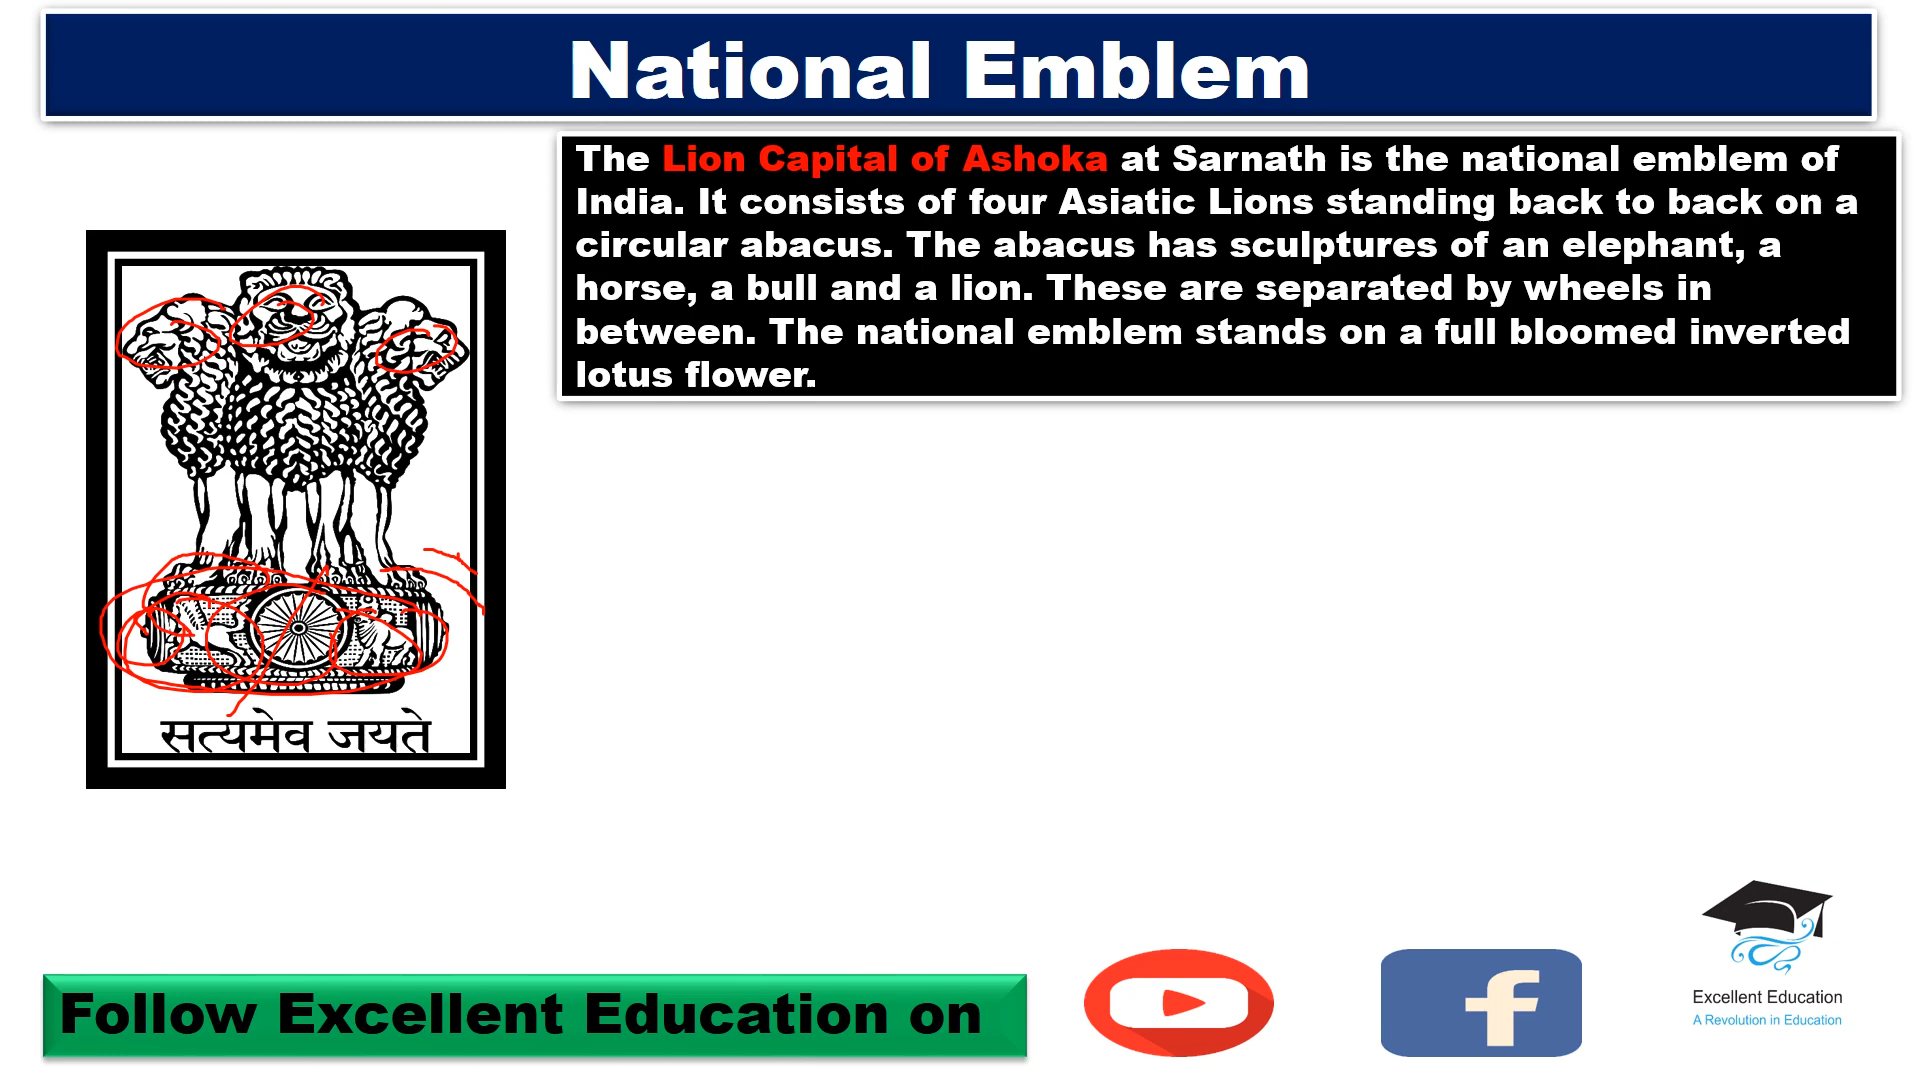 National Emblem
The Lion Capital of Ashoka at Sarnath is the national emblem of
India. It consists of four Asiatic Lions standing back to back on a
circular abacus. The abacus has sculptures of an elephant, a
horse, a bull and a lion. These are separated by wheels in
between. The national emblem stands on a full bloomed inverted
lotus flower.
सत्यमेव जयते
Follow Excellent Education on
f
Excellent Education
A Revolution in Education